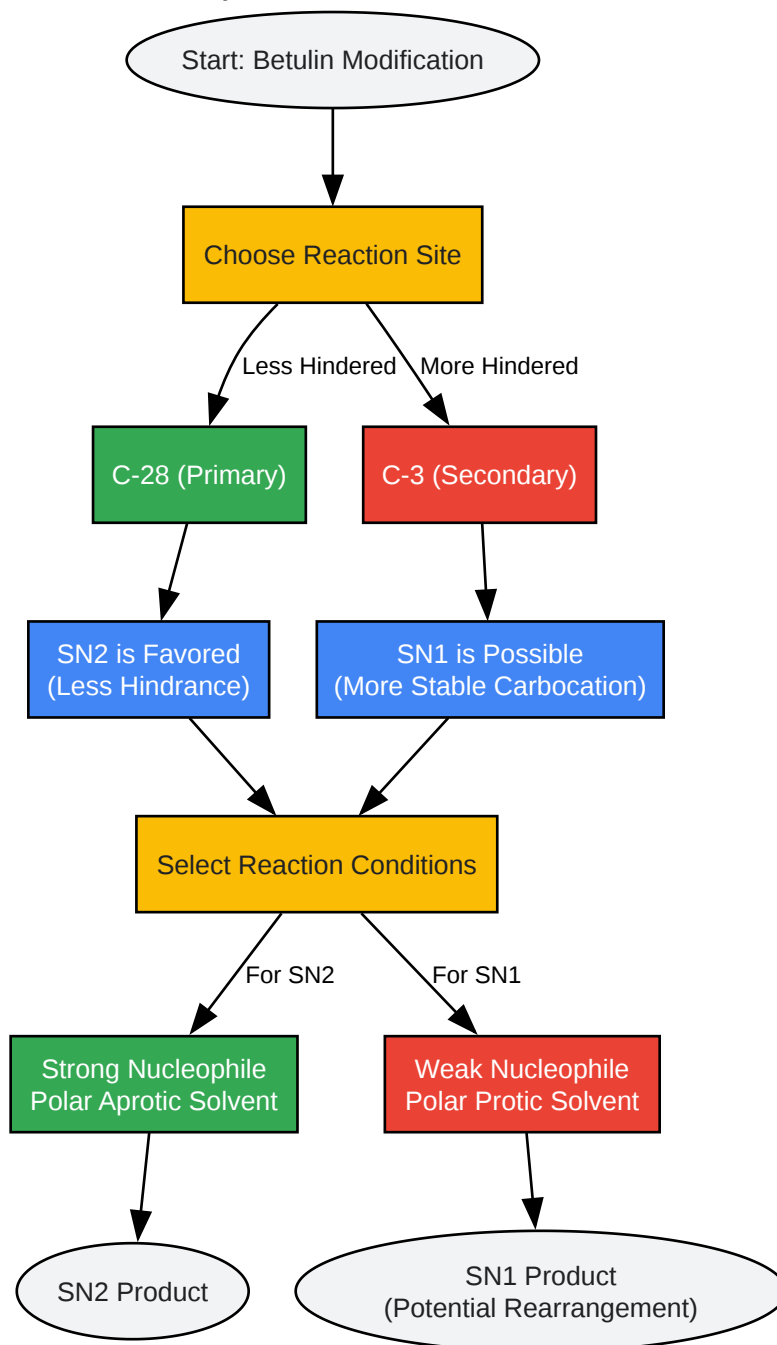 Start: Betulin Modification
Choose Reaction Site
Less Hindered
More Hindered
C-28 (Primary)
C-3 (Secondary)
SN2 is Favored
(Less Hindrance)
SN1 is Possible
(More Stable Carbocation)
Select Reaction Conditions
For SN2
For SN1
Strong Nucleophile
Polar Aprotic Solvent
Weak Nucleophile
Polar Protic Solvent
SN2 Product
SN1 Product
(Potential Rearrangement)